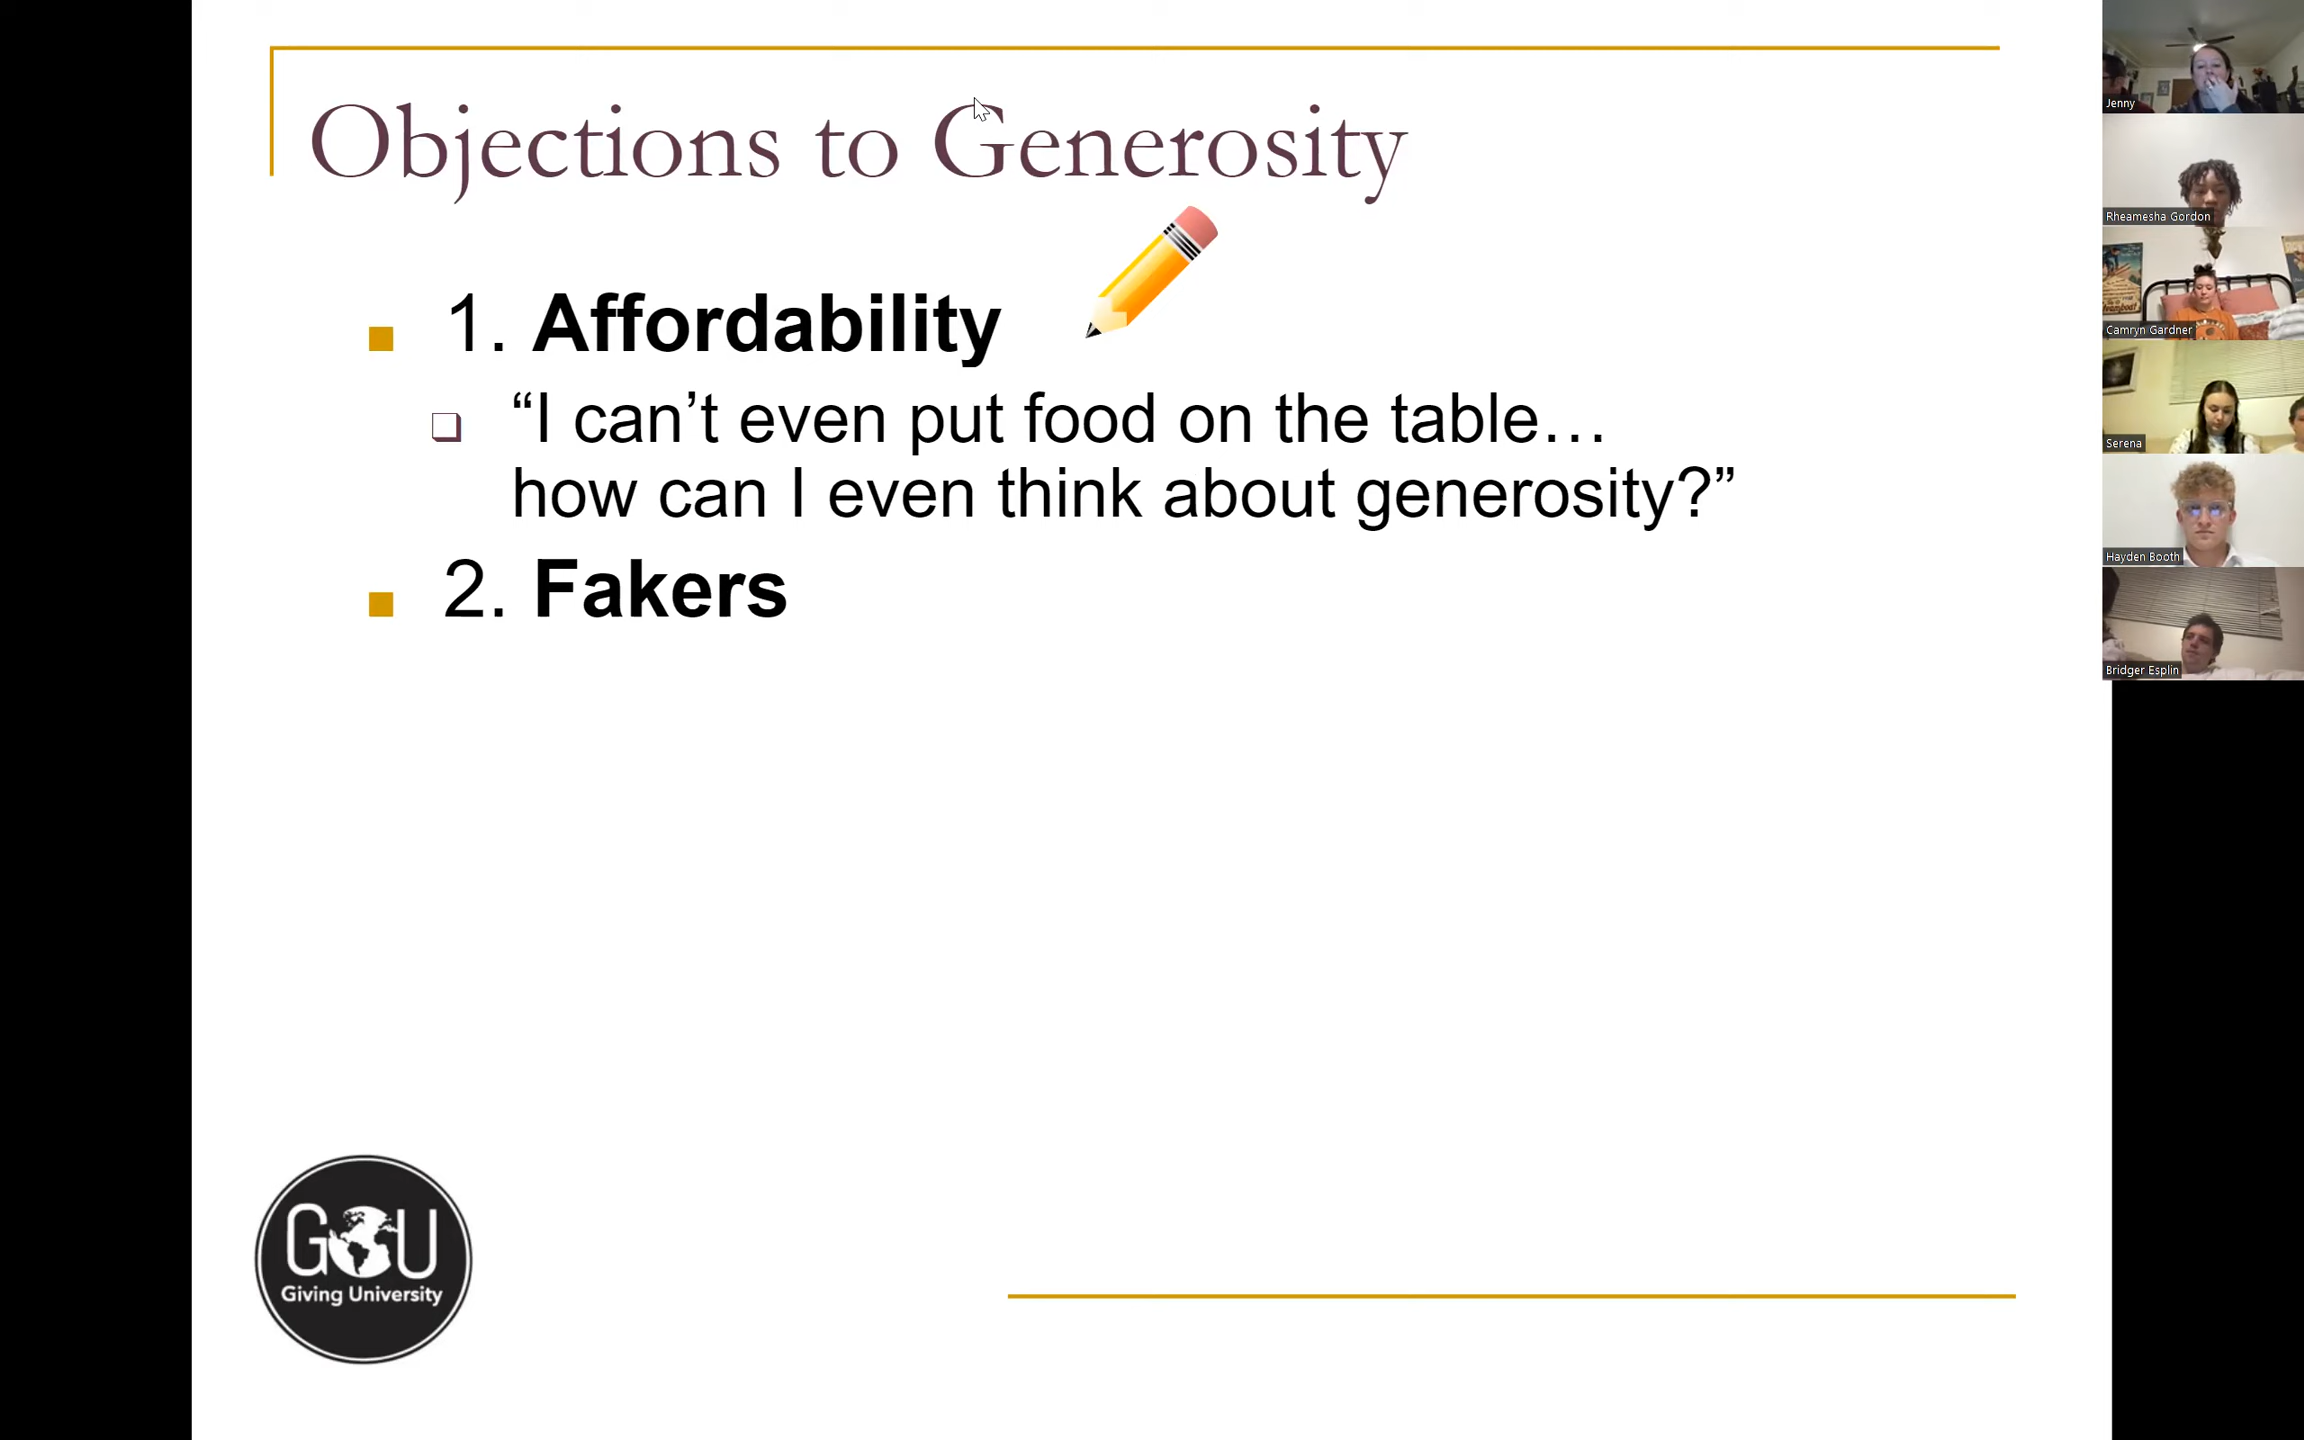 Objections to Generosity
1. Affordability
“I can’t even put food on the table…
how can I even think about generosity?”
2. Fakers
G U
Giving University
Jenny
Rheamesha Gordon
Camryn Gardner
Serena
Hayden Booth
Bridger Esplin